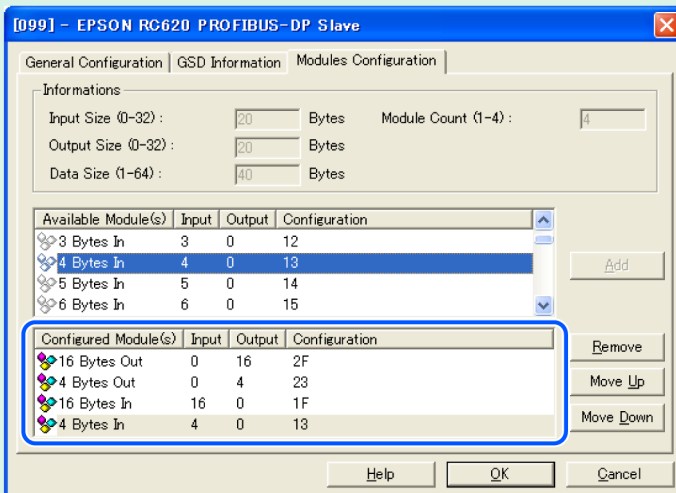 [099] - EPSON RC620 PROFIBUS-DP Slave
General Configuration GSD Information Modules Configuration
Informations
Input Size (0-32) : 20 Bytes Module Count (1-4) : 4
Output Size (0-32) : 20 Bytes
Data Size (1-64) : 40 Bytes
Available Module(s) Input Output Configuration
3 Bytes In 3 0 12
4 Bytes In 4 0 13
Add
5 Bytes In 5 0 14
6 Bytes In 6 0 15
Configured Module(s) Input Output Configuration
Remove
16 Bytes Out 0 16 2F
4 Bytes Out 0 4 23
Move Up
16 Bytes In 16 0 1F
Move Down
4 Bytes In 4 0 13
Help OK Cancel